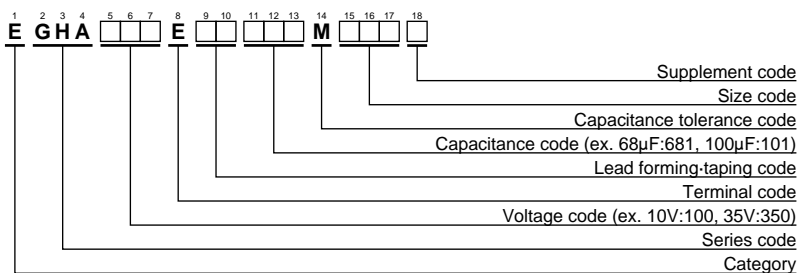 1 2 3 4 5 6 7 8 9 10 11 12 13 14 15 16 17 18
E GHA □□□ E □□ □□□ M □□□ □
Supplement code
Size code
Capacitance tolerance code
Capacitance code (ex. 68µF:681, 100µF:101)
Lead forming·taping code
Terminal code
Voltage code (ex. 10V:100, 35V:350)
Series code
Category